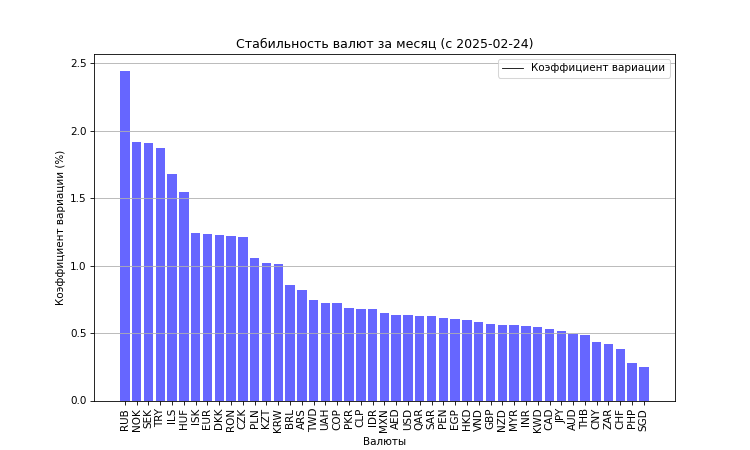 Стабильность валют за месяц (с 2025-02-24)
Коэффициент вариации
Коэффициент вариации (%)
2.5
2.0
1.5
1.0
0.5
0.0
RUB NOK SEK TRY ILS HUF ISK EUR DKK RON CZK PLN KZT KRW BRL ARS TWD UAH COP PKR CLP IDR MXN AED USD QAR SAR PEN EGP HKD VND GBP NZD MYR INR KWD CAD JPY AUD THB CNY ZAR CHF PHP SGD
Валюты